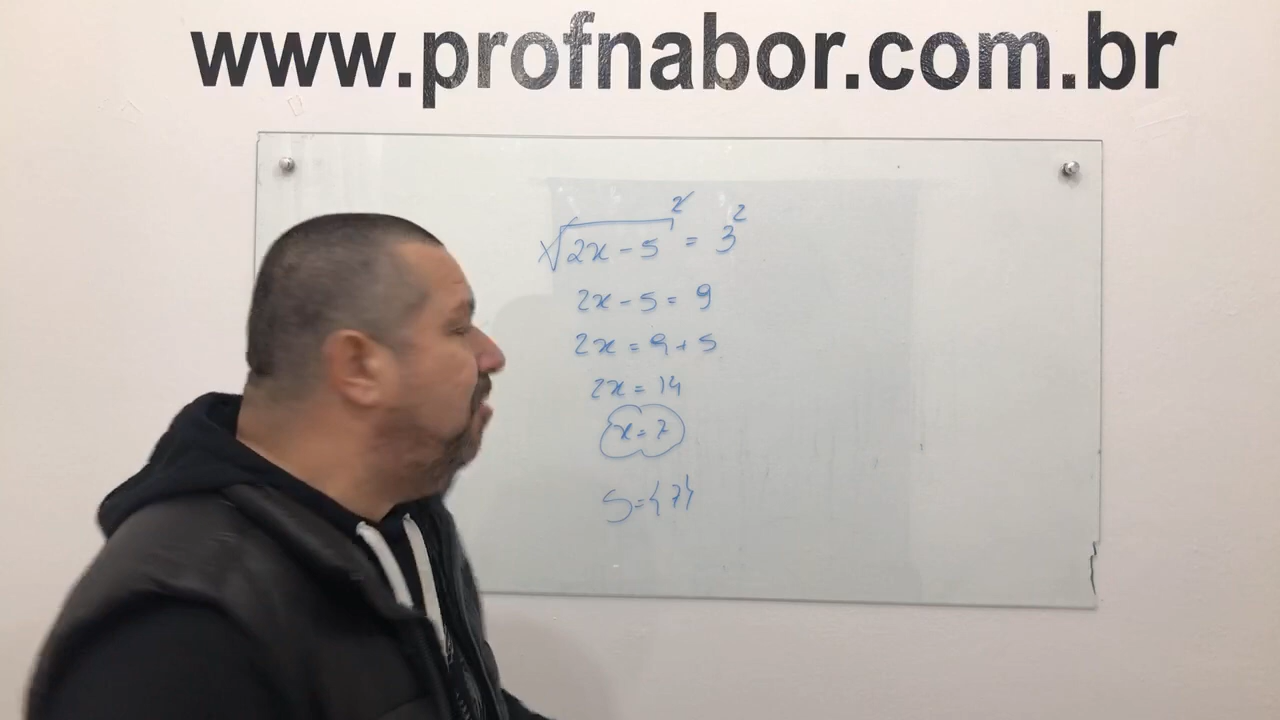 www.profnabor.com.br
√2x - 5² = 3²
2x - 5 = 9
2x = 9 + 5
2x = 14
x = 7
S = {7}